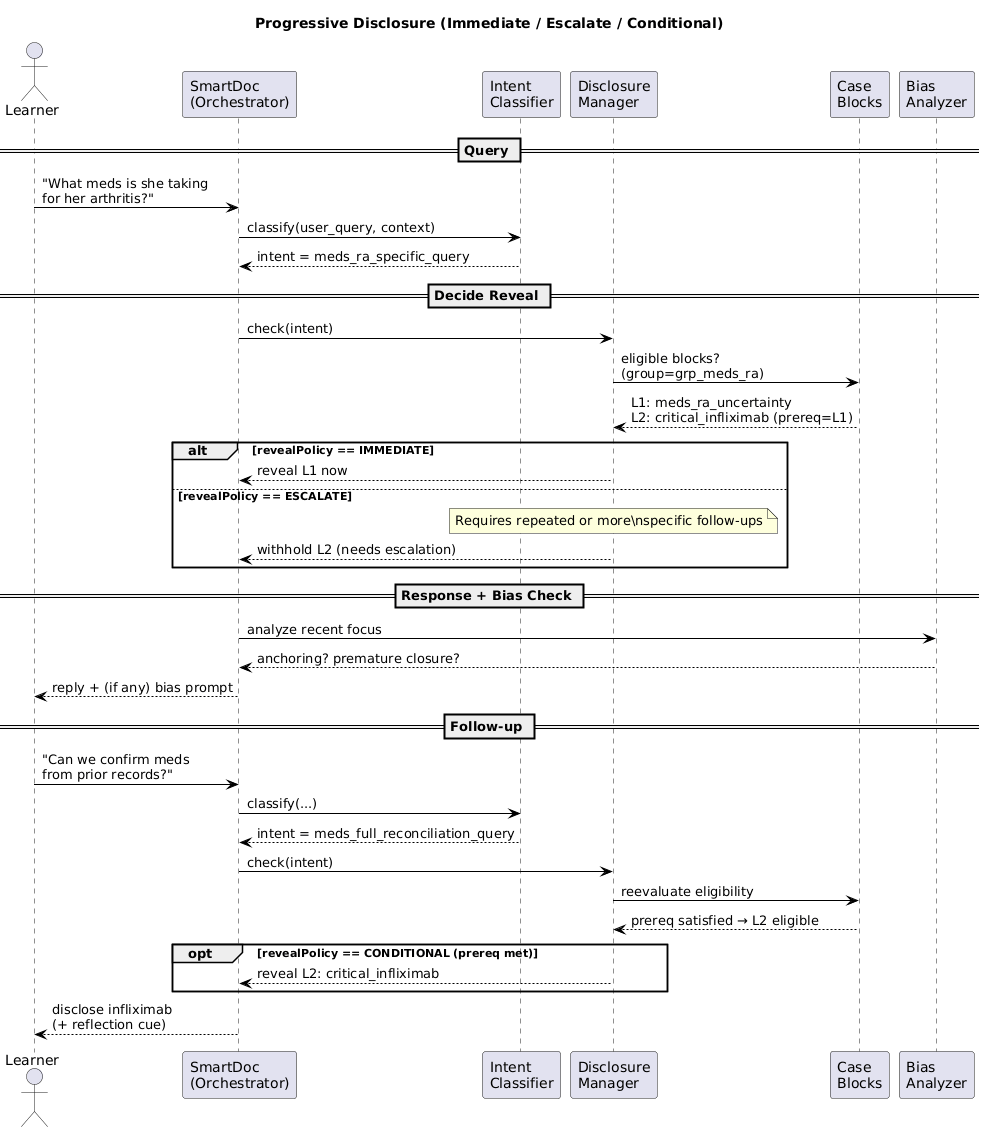 Progressive Disclosure (Immediate / Escalate / Conditional)
Learner
SmartDoc
(Orchestrator)
Intent
Classifier
Disclosure
Manager
Case
Blocks
Bias
Analyzer
Query
"What meds is she taking
for her arthritis?"
classify(user_query, context)
intent = meds_ra_specific_query
Decide Reveal
check(intent)
eligible blocks?
(group=grp_meds_ra)
L1: meds_ra_uncertainty
L2: critical_infliximab (prereq=L1)
alt
[revealPolicy == IMMEDIATE]
reveal L1 now
[revealPolicy == ESCALATE]
Requires repeated or more\nspecific follow-ups
withhold L2 (needs escalation)
Response + Bias Check
analyze recent focus
anchoring? premature closure?
reply + (if any) bias prompt
Follow-up
"Can we confirm meds
from prior records?"
classify(...)
intent = meds_full_reconciliation_query
check(intent)
reevaluate eligibility
prereq satisfied → L2 eligible
opt
[revealPolicy == CONDITIONAL (prereq met)]
reveal L2: critical_infliximab
disclose infliximab
(+ reflection cue)
Learner
SmartDoc
(Orchestrator)
Intent
Classifier
Disclosure
Manager
Case
Blocks
Bias
Analyzer